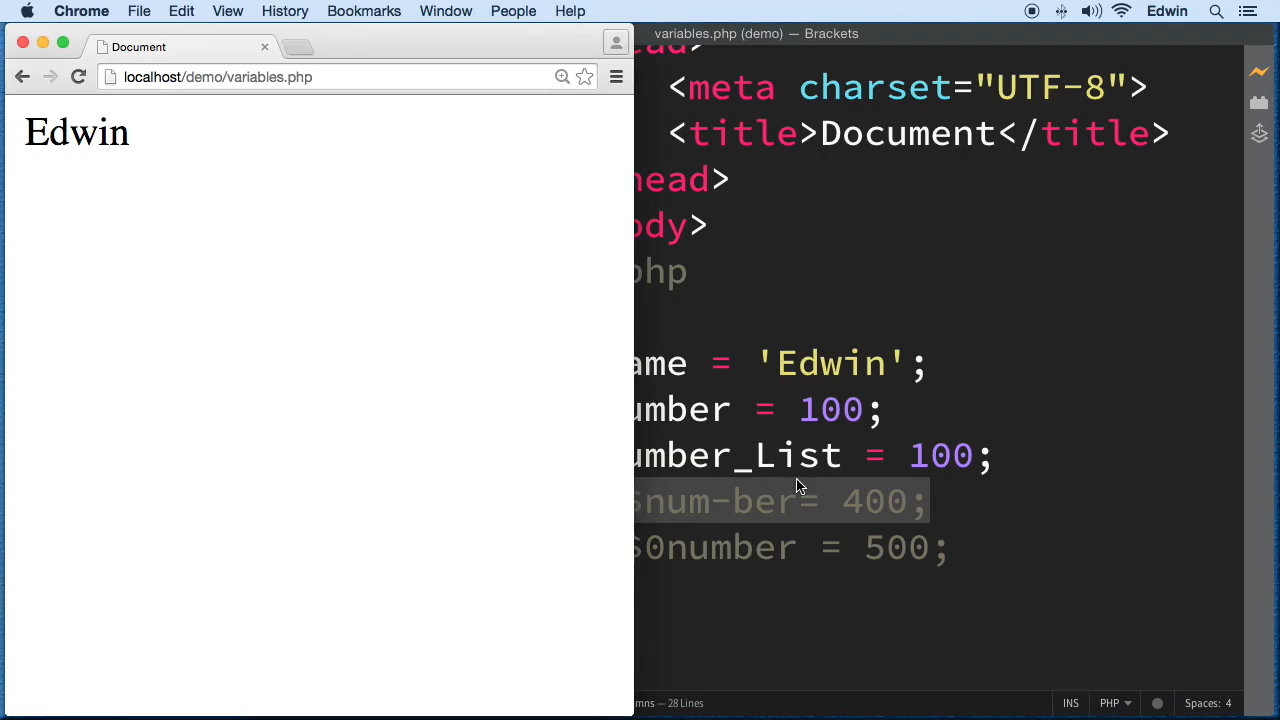 Chrome File Edit View History Bookmarks Window People Help Edwin
Document
variables.php (demo) — Brackets
localhost/demo/variables.php
Edwin
ead>
<meta charset="UTF-8">
<title>Document</title>
head>
ody>
php
ame = 'Edwin';
umber = 100;
umber_List = 100;
$num-ber= 400;
$0number = 500;
mns — 28 Lines
INS PHP Spaces: 4